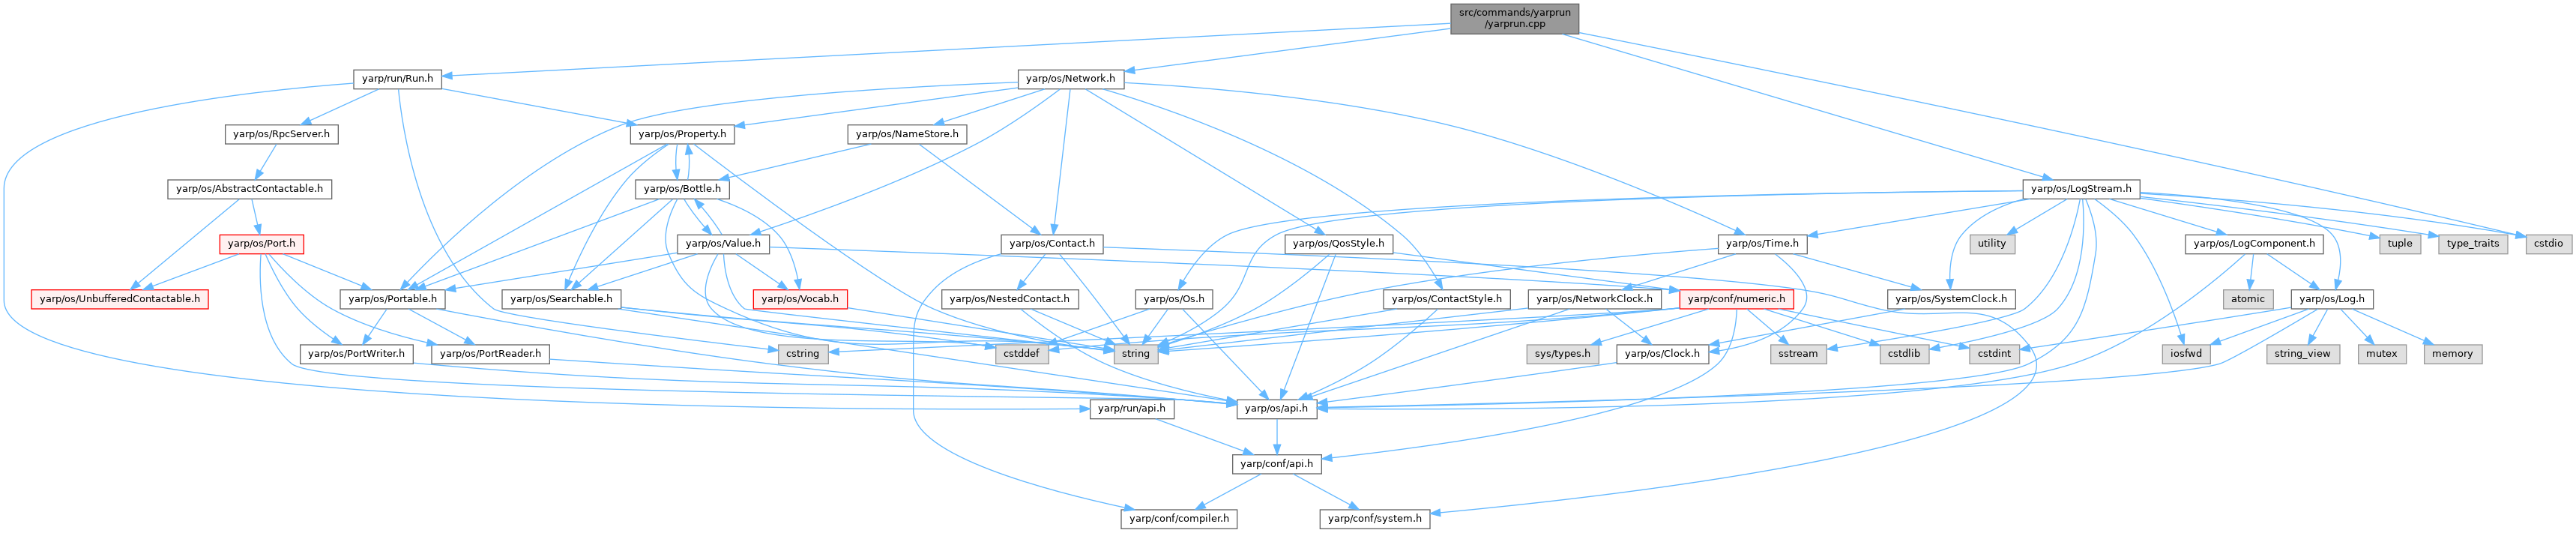 src/commands/yarprun
/yarprun.cpp
yarp/run/Run.h
yarp/os/Network.h
yarp/os/RpcServer.h
yarp/os/Property.h
yarp/os/NameStore.h
yarp/os/AbstractContactable.h
yarp/os/Bottle.h
yarp/os/LogStream.h
yarp/os/Port.h
yarp/os/Value.h
yarp/os/Contact.h
yarp/os/QosStyle.h
yarp/os/Time.h
utility
yarp/os/LogComponent.h
tuple
type_traits
cstdio
yarp/os/UnbufferedContactable.h
yarp/os/Portable.h
yarp/os/Searchable.h
yarp/os/Vocab.h
yarp/os/NestedContact.h
yarp/os/Os.h
yarp/os/ContactStyle.h
yarp/os/NetworkClock.h
yarp/conf/numeric.h
yarp/os/SystemClock.h
atomic
yarp/os/Log.h
yarp/os/PortWriter.h
yarp/os/PortReader.h
cstring
cstddef
string
sys/types.h
yarp/os/Clock.h
sstream
cstdlib
cstdint
iosfwd
string_view
mutex
memory
yarp/run/api.h
yarp/os/api.h
yarp/conf/api.h
yarp/conf/compiler.h
yarp/conf/system.h